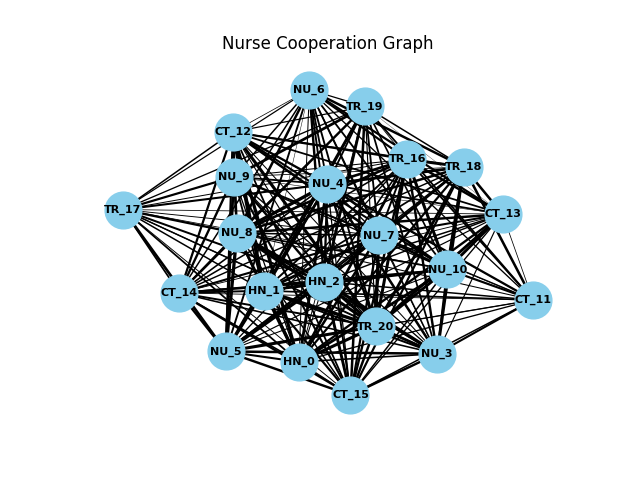 Nurse Cooperation Graph
NU_6
TR_19
CT_12
TR_16
TR_18
NU_9
NU_4
TR_17
CT_13
NU_8
NU_7
NU_10
HN_2
HN_1
CT_14
CT_11
TR_20
NU_5
NU_3
HN_0
CT_15